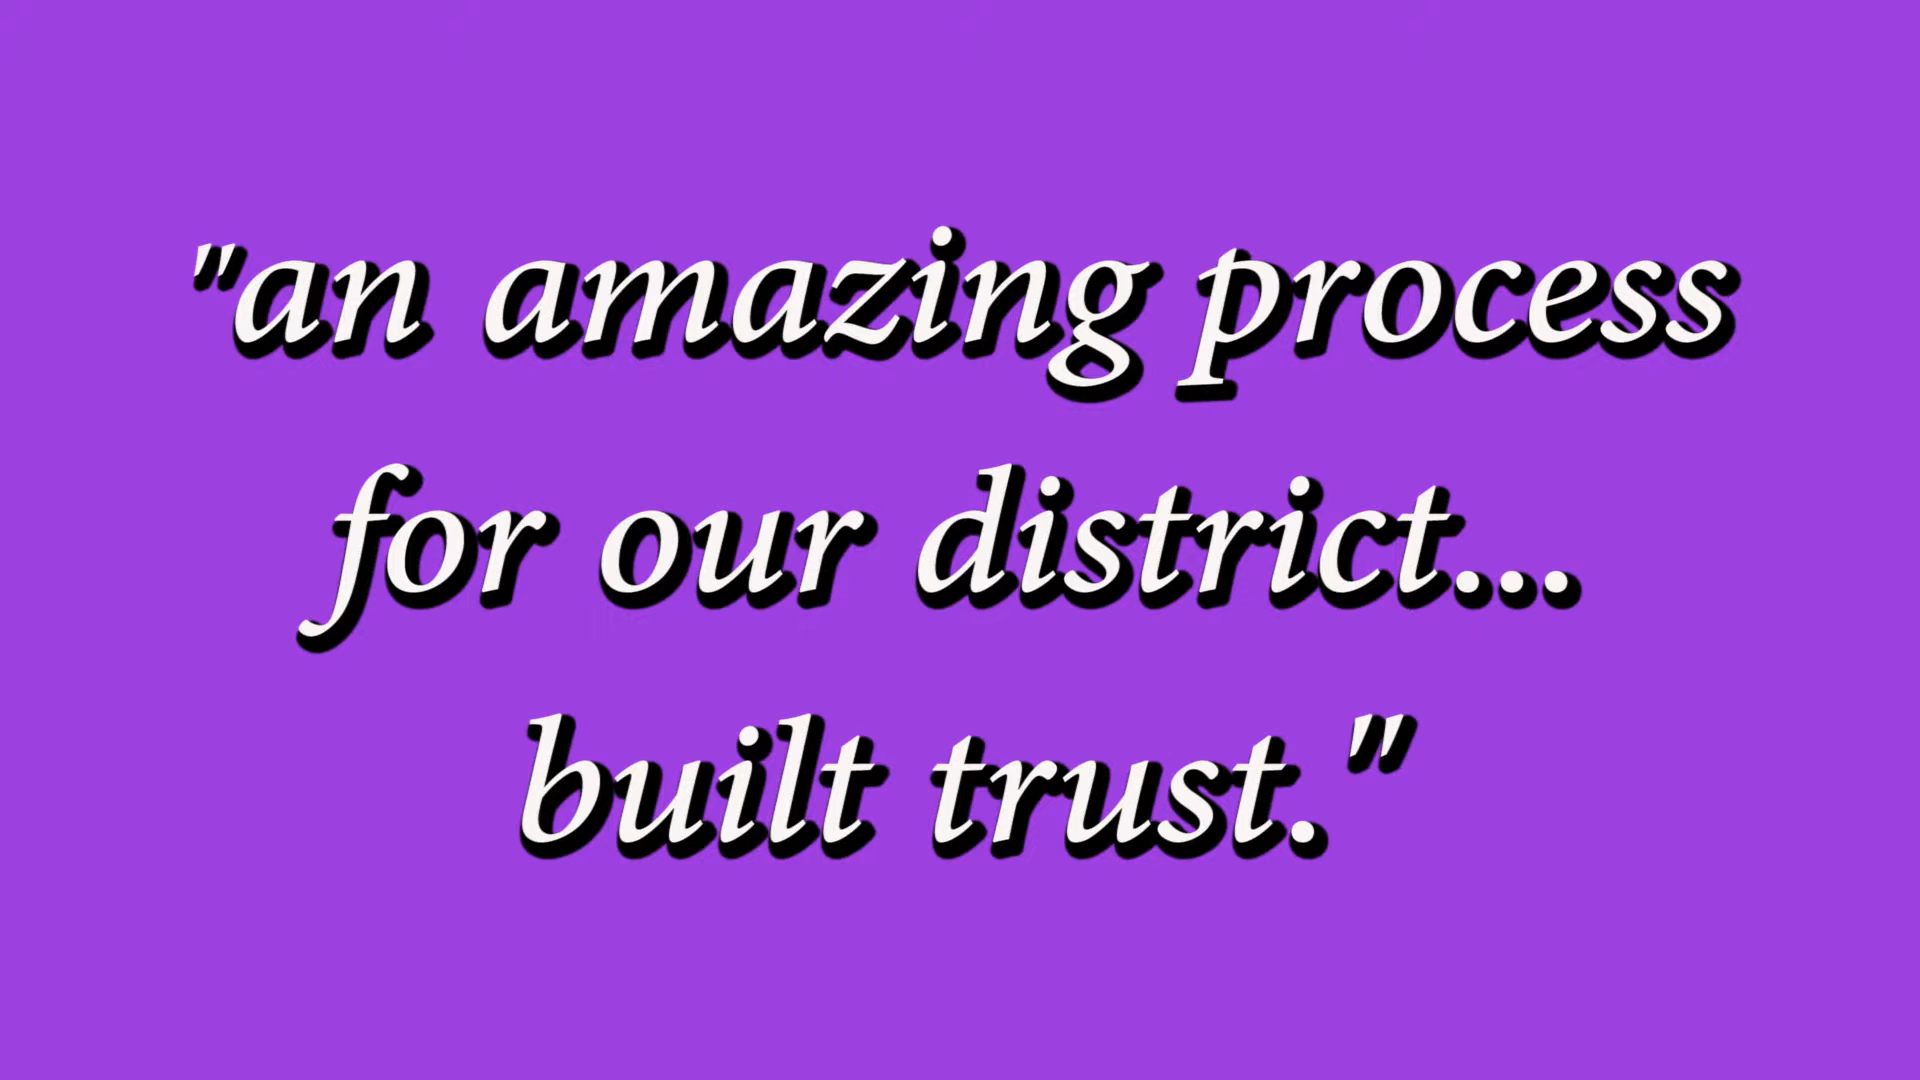 "an amazing process
for our district...
built trust."